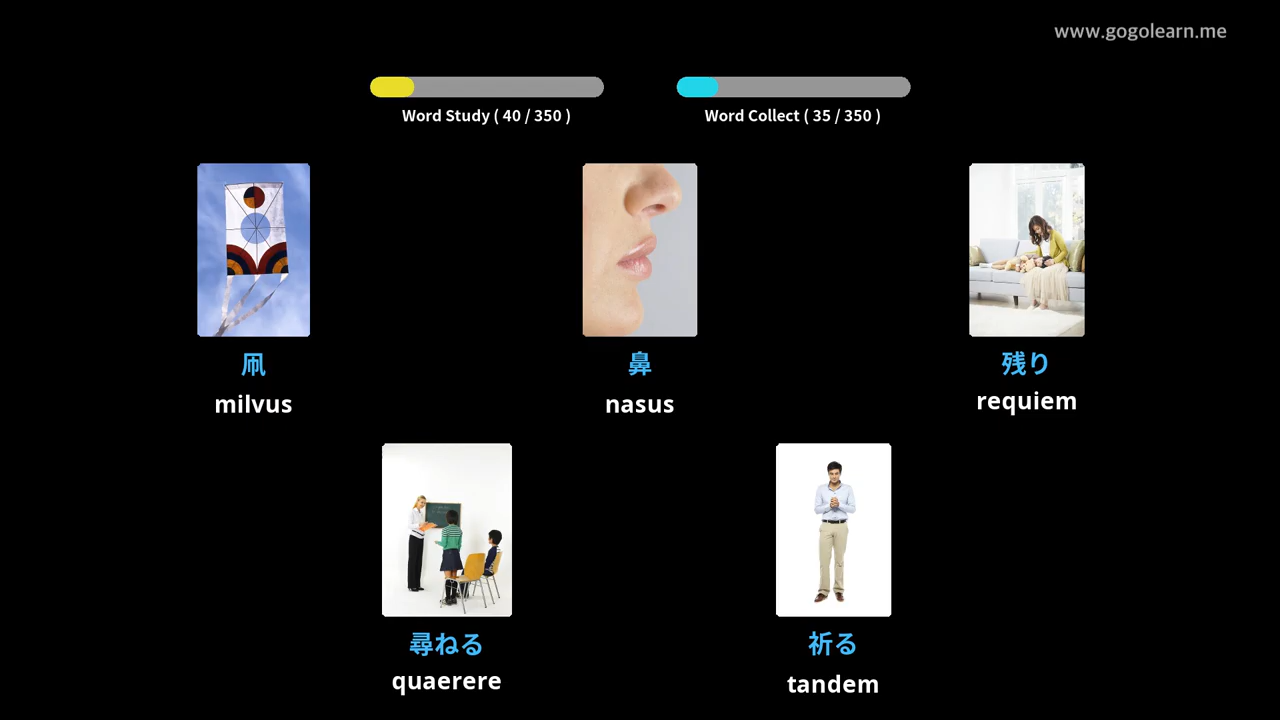 www.gogolearn.me
Word Study ( 40 / 350 )
Word Collect ( 35 / 350 )
凧
milvus
鼻
nasus
残り
requiem
尋ねる
quaerere
祈る
tandem